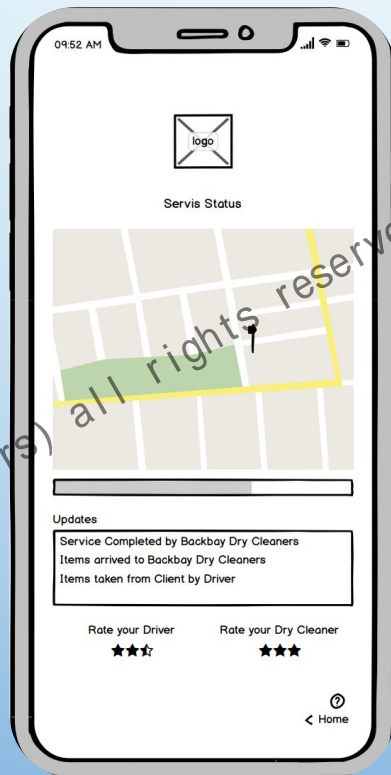 09:52 AM
logo
Servis Status
rs) all rights reserve
Updates
Service Completed by Backbay Dry Cleaners
Items arrived to Backbay Dry Cleaners
Items taken from Client by Driver
Rate your Driver
Rate your Dry Cleaner
?
< Home